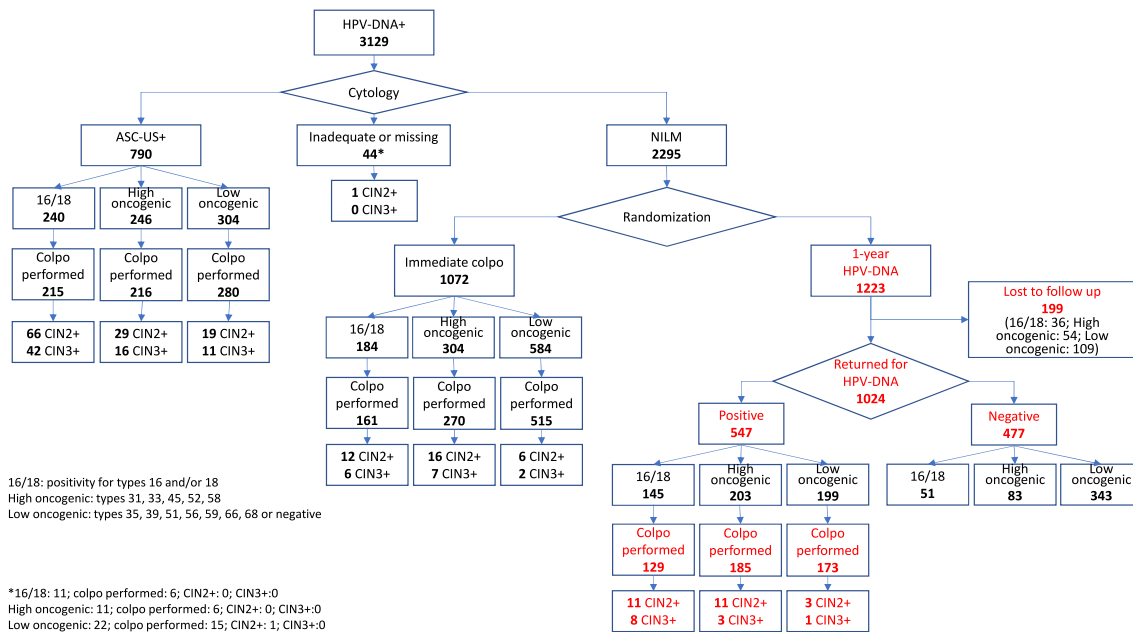 HPV-DNA+
3129
Cytology
ASC-US+
790
Inadequate or missing
44*
NILM
2295
1 CIN2+
0 CIN3+
16/18
240
High
oncogenic
246
Low
oncogenic
304
Colpo
performed
215
Colpo
performed
216
Colpo
performed
280
66 CIN2+
42 CIN3+
29 CIN2+
16 CIN3+
19 CIN2+
11 CIN3+
Randomization
Immediate colpo
1072
1-year
HPV-DNA
1223
Lost to follow up
199
(16/18: 36; High
oncogenic: 54; Low
oncogenic: 109)
16/18
184
High
oncogenic
304
Low
oncogenic
584
Colpo
performed
161
Colpo
performed
270
Colpo
performed
515
12 CIN2+
6 CIN3+
16 CIN2+
7 CIN3+
6 CIN2+
2 CIN3+
Returned for
HPV-DNA
1024
Positive
547
Negative
477
16/18
145
High
oncogenic
203
Low
oncogenic
199
16/18
51
High
oncogenic
83
Low
oncogenic
343
Colpo
performed
129
Colpo
performed
185
Colpo
performed
173
11 CIN2+
8 CIN3+
11 CIN2+
3 CIN3+
3 CIN2+
1 CIN3+
16/18: positivity for types 16 and/or 18
High oncogenic: types 31, 33, 45, 52, 58
Low oncogenic: types 35, 39, 51, 56, 59, 66, 68 or negative
*16/18: 11; colpo performed: 6; CIN2+: 0; CIN3+:0
High oncogenic: 11; colpo performed: 6; CIN2+: 0; CIN3+:0
Low oncogenic: 22; colpo performed: 15; CIN2+: 1; CIN3+:0